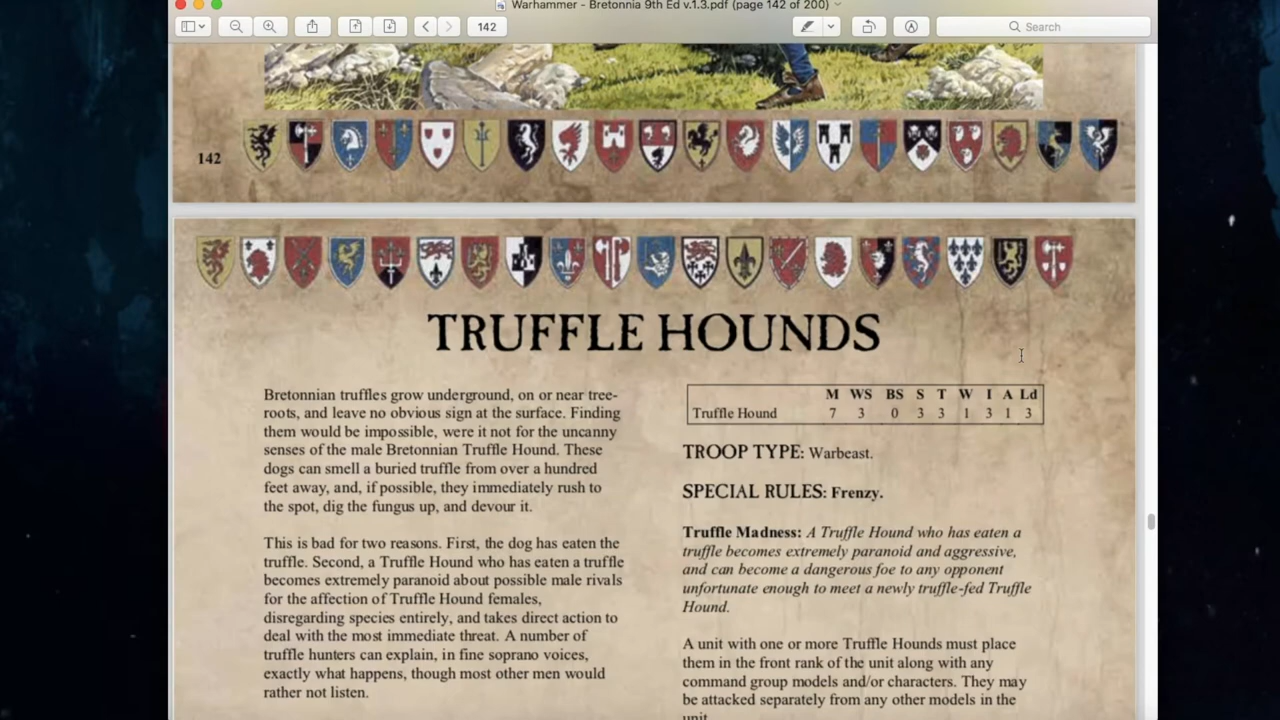 Warhammer - Bretonnia 9th Ed v.1.3.pdf (page 142 of 200)
142
Search
142
TRUFFLE HOUNDS
Bretonnian truffles grow underground, on or near tree-
roots, and leave no obvious sign at the surface. Finding
them would be impossible, were it not for the uncanny
senses of the male Bretonnian Truffle Hound. These
dogs can smell a buried truffle from over a hundred
feet away, and, if possible, they immediately rush to
the spot, dig the fungus up, and devour it.
This is bad for two reasons. First, the dog has eaten the
truffle. Second, a Truffle Hound who has eaten a truffle
becomes extremely paranoid about possible male rivals
for the affection of Truffle Hound females,
disregarding species entirely, and takes direct action to
deal with the most immediate threat. A number of
truffle hunters can explain, in fine soprano voices,
exactly what happens, though most other men would
rather not listen.
M WS BS S T W I A Ld
Truffle Hound 7 3 0 3 3 1 3 1 3
TROOP TYPE: Warbeast.
SPECIAL RULES: Frenzy.
Truffle Madness: A Truffle Hound who has eaten a
truffle becomes extremely paranoid and aggressive,
and can become a dangerous foe to any opponent
unfortunate enough to meet a newly truffle-fed Truffle
Hound.
A unit with one or more Truffle Hounds must place
them in the front rank of the unit along with any
command group models and/or characters. They may
be attacked separately from any other models in the
unit.